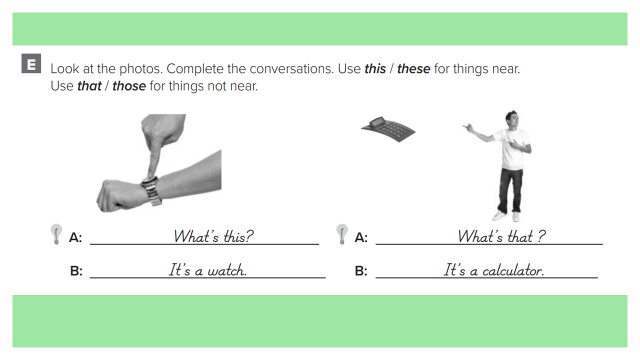 E
Look at the photos. Complete the conversations. Use this / these for things near.
Use that / those for things not near.
A: What's this?
B: It's a watch.
A: What's that ?
B: It's a calculator.